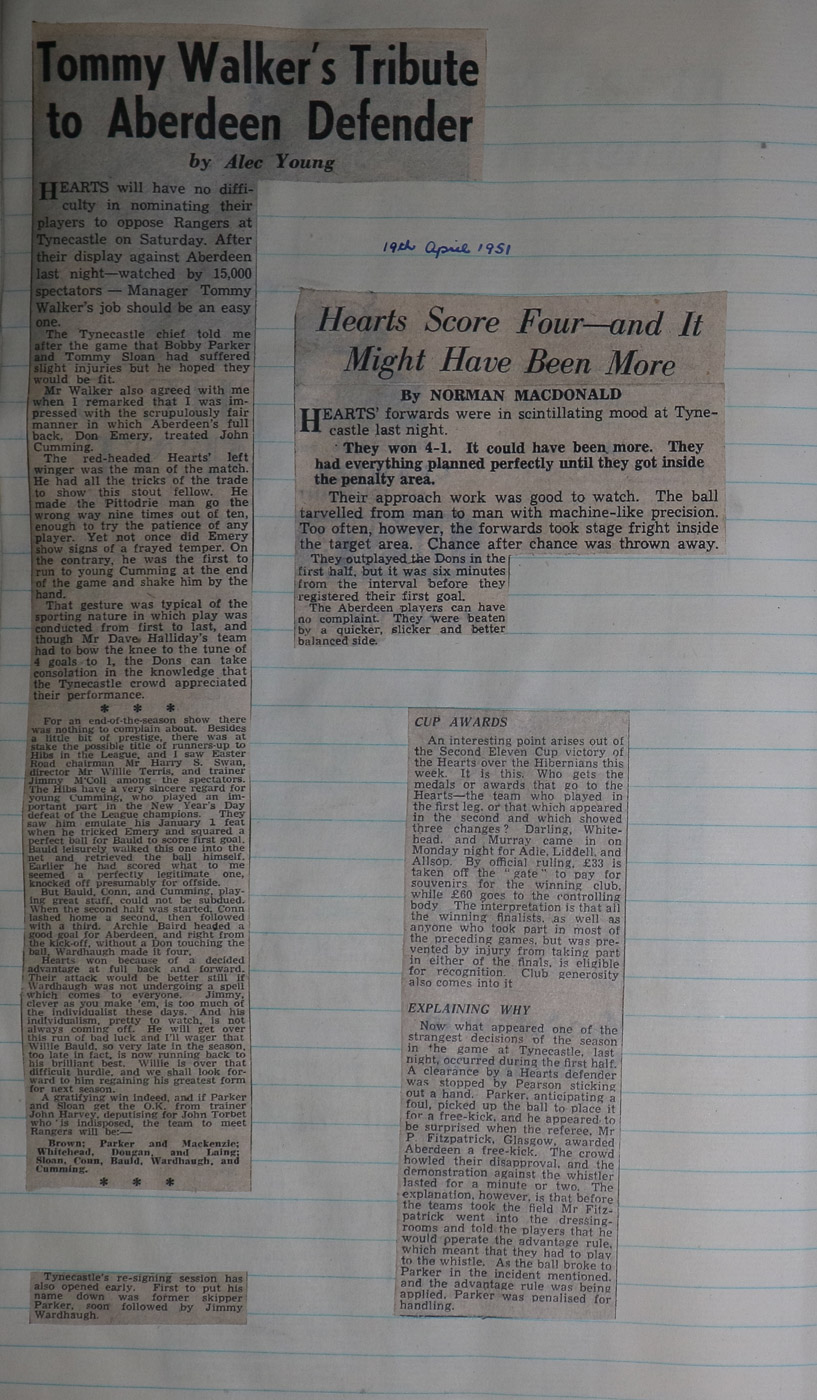 Tommy Walker's Tribute
to Aberdeen Defender
by Alec Young
HEARTS will have no diffi-
culty in nominating their
players to oppose Rangers at
Tynecastle on Saturday. After
their display against Aberdeen
last night—watched by 15,000
spectators — Manager Tommy
Walker's job should be an easy
one.
The Tynecastle chief told me
after the game that Bobby Parker
and Tommy Sloan had suffered
slight injuries but he hoped they
would be fit.
Mr Walker also agreed with me
when I remarked that I was im-
pressed with the scrupulously fair
manner in which Aberdeen's full
back, Don Emery, treated John
Cumming.
The red-headed Hearts' left
winger was the man of the match.
He had all the tricks of the trade
to show this stout fellow. He
made the Pittodrie man go the
wrong way nine times out of ten,
enough to try the patience of any
player. Yet not once did Emery
show signs of a frayed temper. On
the contrary, he was the first to
run to young Cumming at the end
of the game and shake him by the
hand.
That gesture was typical of the
sporting nature in which play was
conducted from first to last, and
though Mr Dave Halliday's team
had to bow the knee to the tune of
4 goals to 1, the Dons can take
consolation in the knowledge that
the Tynecastle crowd appreciated
their performance.
* * *
For an end-of-the-season show there
was nothing to complain about. Besides
a little bit of prestige, there was at
stake the possible title of runners-up to
Hibs in the League, and I saw Easter
Road chairman Mr Harry S. Swan,
director Mr Willie Terris, and trainer
Jimmy M'Coll among the spectators.
The Hibs have a very sincere regard for
young Cumming, who played an im-
portant part in the New Year's Day
defeat of the League champions. They
saw him emulate his January 1 feat
when he tricked Emery and squared a
perfect ball for Bauld to score first goal.
Bauld leisurely walked this one into the
net and retrieved the ball himself.
Earlier he had scored what to me
seemed a perfectly legitimate one,
knocked off presumably for offside.
But Bauld, Conn, and Cumming, play-
ing great stuff, could not be subdued.
When the second half was started, Conn
lashed home a second, then followed
with a third. Archie Baird headed a
good goal for Aberdeen, and right from
the kick-off, without a Don touching the
ball, Wardhaugh made it four.
Hearts won because of a decided
advantage at full back and forward.
Their attack would be better still if
Wardhaugh was not undergoing a spell
which comes to everyone. Jimmy,
clever as you make 'em, is too much of
the individualist these days. And his
individualism, pretty to watch, is not
always coming off. He will get over
this run of bad luck and I'll wager that
Willie Bauld, so very late in the season,
too late in fact, is now running back to
his brilliant best. Willie is over that
difficult hurdle, and we shall look for-
ward to him regaining his greatest form
for next season.
A gratifying win indeed, and if Parker
and Sloan get the O.K. from trainer
John Harvey, deputising for John Torbet
who is indisposed, the team to meet
Rangers will be:—
Brown; Parker and Mackenzie;
Whitehead, Dougan, and Laing;
Sloan, Conn, Bauld, Wardhaugh, and
Cumming.
* * *
Tynecastle's re-signing session has
also opened early. First to put his
name down was former skipper
Parker, soon followed by Jimmy
Wardhaugh.
19th April 1951
Hearts Score Four—and It
Might Have Been More
By NORMAN MACDONALD
HEARTS' forwards were in scintillating mood at Tyne-
castle last night.
They won 4-1. It could have been more. They
had everything planned perfectly until they got inside
the penalty area.
Their approach work was good to watch. The ball
tarvelled from man to man with machine-like precision.
Too often, however, the forwards took stage fright inside
the target area. Chance after chance was thrown away.
They outplayed the Dons in the
first half, but it was six minutes
from the interval before they
registered their first goal.
The Aberdeen players can have
no complaint. They were beaten
by a quicker, slicker and better
balanced side.
CUP AWARDS
An interesting point arises out of
the Second Eleven Cup victory of
the Hearts over the Hibernians this
week. It is this. Who gets the
medals or awards that go to the
Hearts—the team who played in
the first leg, or that which appeared
in the second and which showed
three changes? Darling, White-
head, and Murray came in on
Monday night for Adie, Liddell, and
Allsop. By official ruling, £33 is
taken off the "gate" to pay for
souvenirs for the winning club,
while £60 goes to the controlling
body. The interpretation is that all
the winning finalists, as well as
anyone who took part in most of
the preceding games, but was pre-
vented by injury from taking part
in either of the finals, is eligible
for recognition. Club generosity
also comes into it
EXPLAINING WHY
Now what appeared one of the
strangest decisions of the season
in the game at Tynecastle, last
night, occurred during the first half.
A clearance by a Hearts defender
was stopped by Pearson sticking
out a hand. Parker, anticipating a
foul, picked up the ball to place it
for a free-kick, and he appeared to
be surprised when the referee, Mr
P. Fitzpatrick, Glasgow, awarded
Aberdeen a free-kick. The crowd
howled their disapproval, and the
demonstration against the whistler
lasted for a minute or two. The
explanation, however, is that before
the teams took the field Mr Fitz-
patrick went into the dressing-
rooms and told the players that he
would pperate the advantage rule,
which meant that they had to play
to the whistle. As the ball broke to
Parker in the incident mentioned,
and the advantage rule was being
applied, Parker was penalised for
handling.